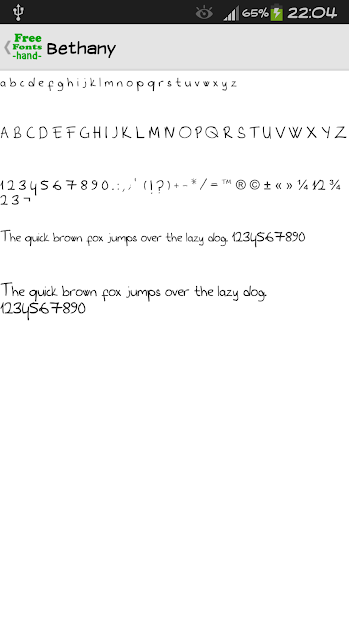 65% 22:04
Free
Fonts
-hand-
Bethany
a b c d e f g h i j k l m n o p q r s t u v w x y z
A B C D E F G H I J K L M N O P Q R S T U V W X Y Z
1 2 3 4 5 6 7 8 9 0 . : , ; ' ( ! ? ) + - * / = ™ ® © ± « » ¼ ½ ¾
2 3 ¬
The quick brown fox jumps over the lazy dog. 1234567890
The quick brown fox jumps over the lazy dog.
1234567890